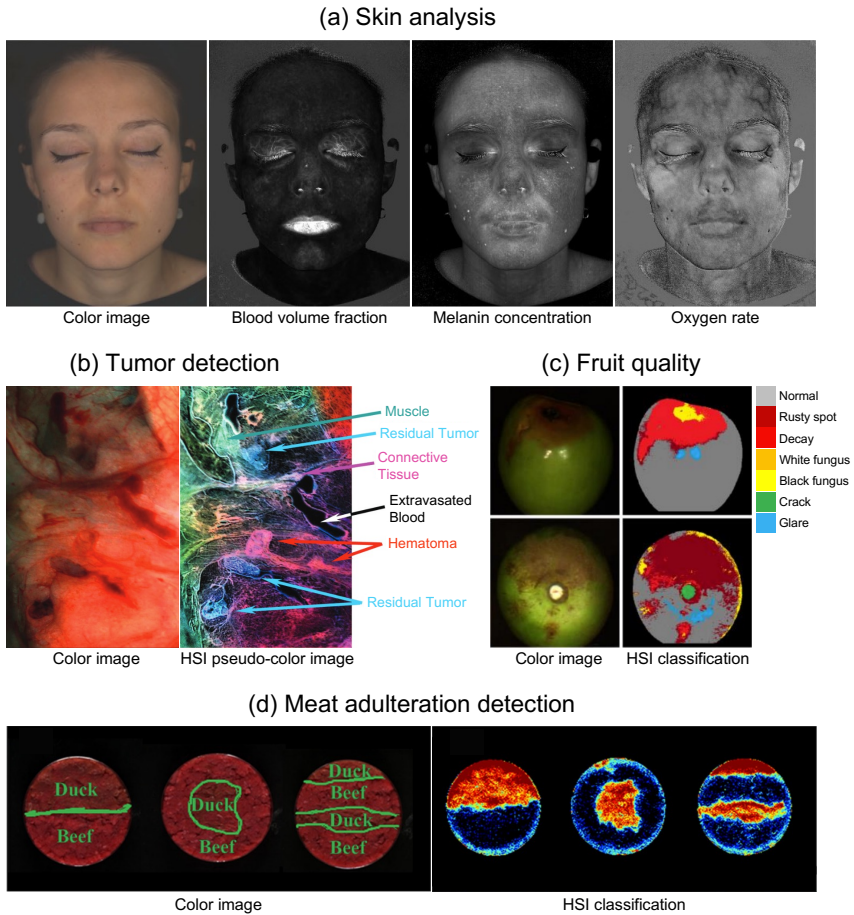 (a) Skin analysis
Color image
Blood volume fraction
Melanin concentration
Oxygen rate
(b) Tumor detection
Muscle
Residual Tumor
Connective
Tissue
Extravasated
Blood
Hematoma
Residual Tumor
Color image
HSI pseudo-color image
(c) Fruit quality
Normal
Rusty spot
Decay
White fungus
Black fungus
Crack
Glare
Color image
HSI classification
(d) Meat adulteration detection
Duck
Beef
Duck
Beef
Duck
Beef
Duck
Beef
Color image
HSI classification